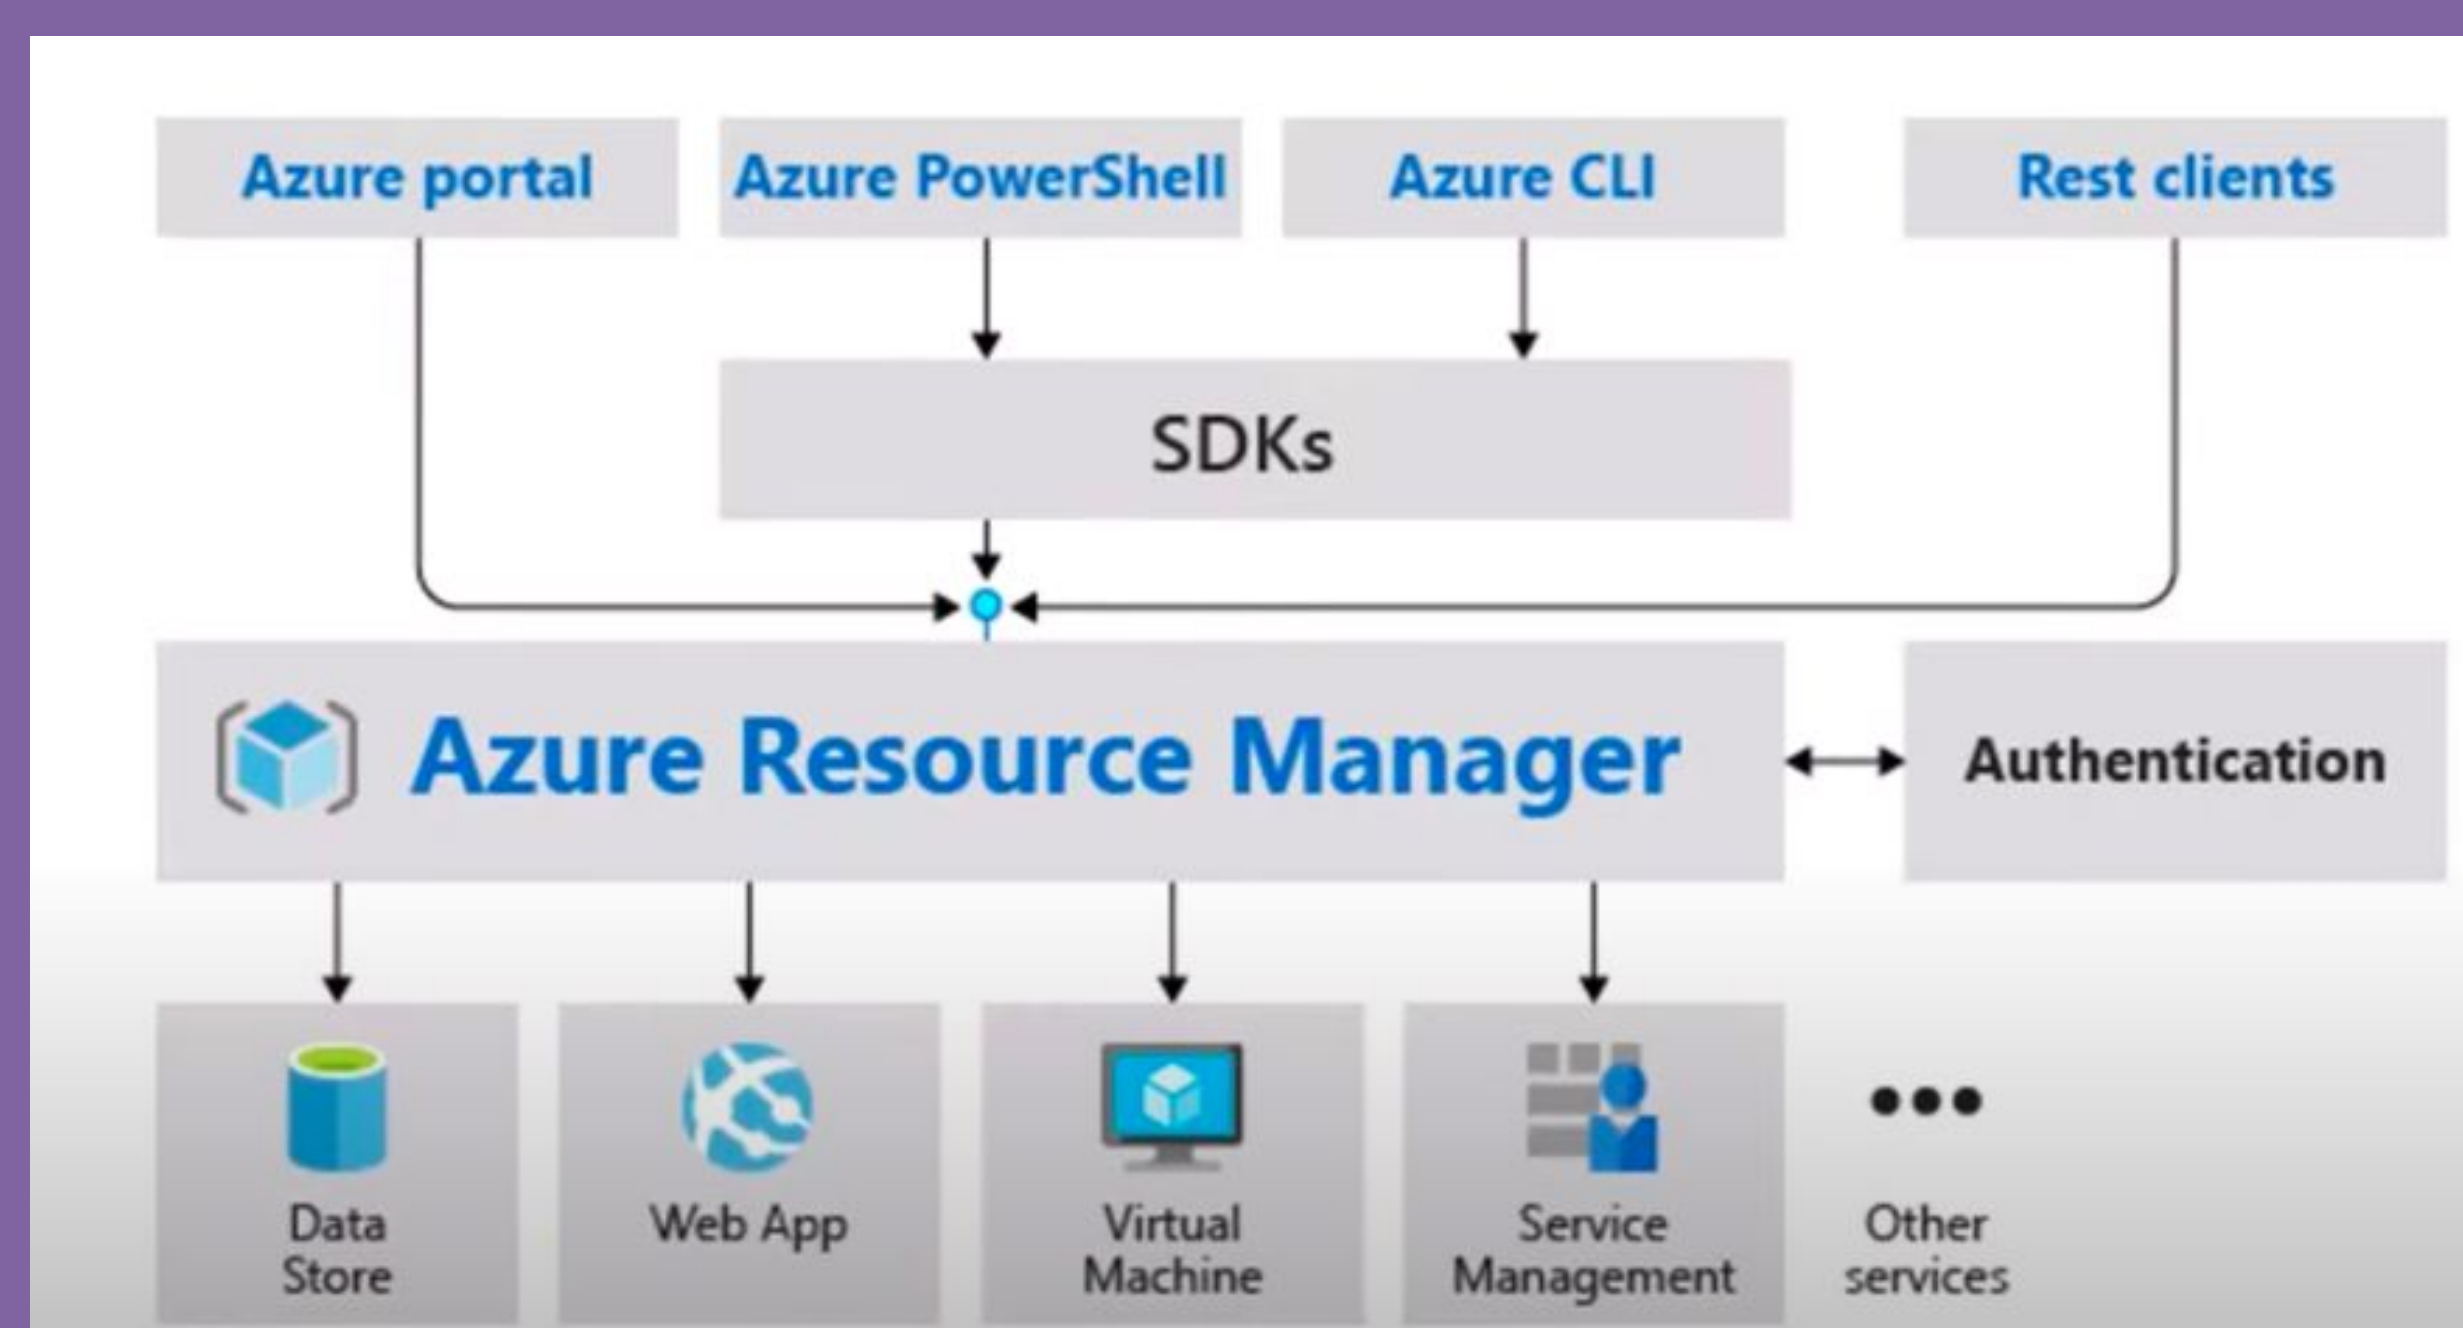 Azure portal
Azure PowerShell
Azure CLI
Rest clients
SDKs
Azure Resource Manager
Authentication
Data
Store
Web App
Virtual
Machine
Service
Management
Other
services